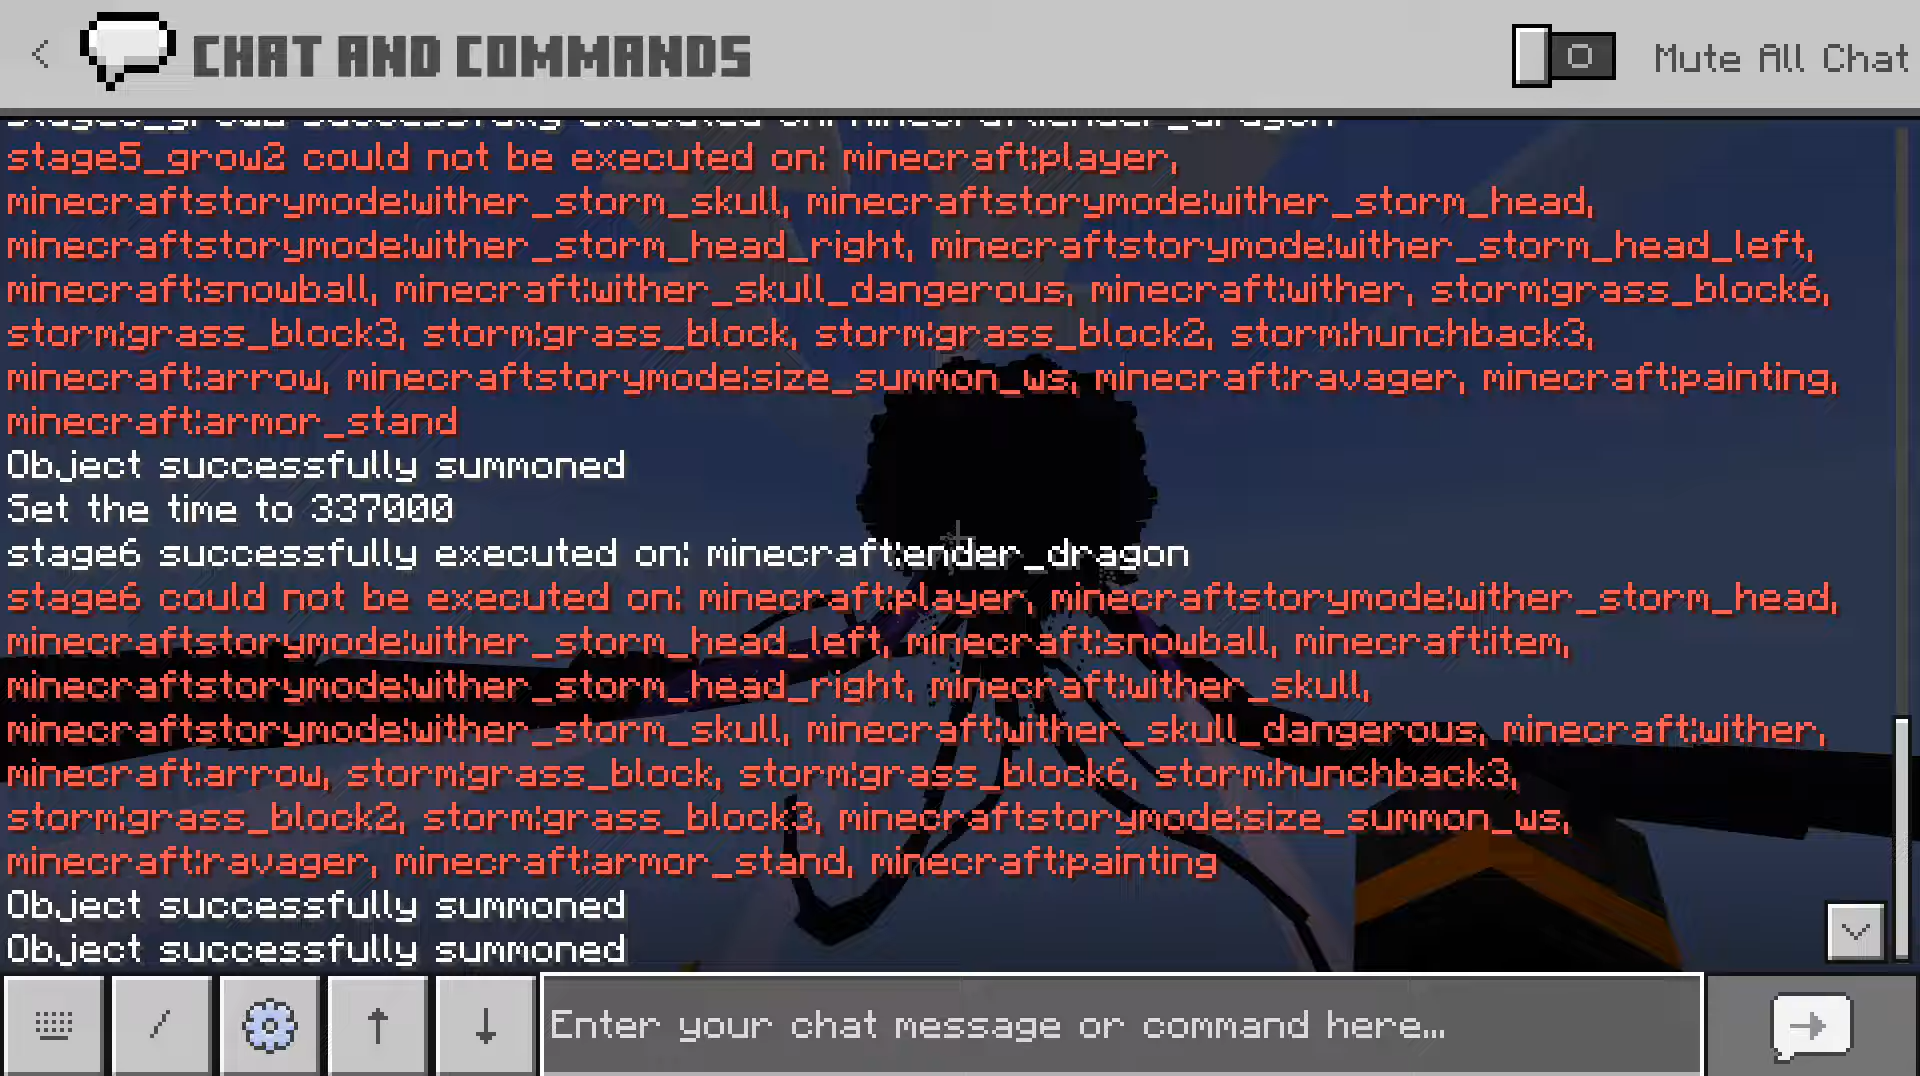 CHAT AND COMMANDS
Mute All Chat
stage5_grow2 successfully executed on: minecraft:ender_dragon
stage5_grow2 could not be executed on: minecraft:player,
minecraftstorymode:wither_storm_skull, minecraftstorymode:wither_storm_head,
minecraftstorymode:wither_storm_head_right, minecraftstorymode:wither_storm_head_left,
minecraft:snowball, minecraft:wither_skull_dangerous, minecraft:wither, storm:grass_block6,
storm:grass_block3, storm:grass_block, storm:grass_block2, storm:hunchback3,
minecraft:arrow, minecraftstorymode:size_summon_ws, minecraft:ravager, minecraft:painting,
minecraft:armor_stand
Object successfully summoned
Set the time to 337000
stage6 successfully executed on: minecraft:ender_dragon
stage6 could not be executed on: minecraft:player, minecraftstorymode:wither_storm_head,
minecraftstorymode:wither_storm_head_left, minecraft:snowball, minecraft:item,
minecraftstorymode:wither_storm_head_right, minecraft:wither_skull,
minecraftstorymode:wither_storm_skull, minecraft:wither_skull_dangerous, minecraft:wither,
minecraft:arrow, storm:grass_block, storm:grass_block6, storm:hunchback3,
storm:grass_block2, storm:grass_block3, minecraftstorymode:size_summon_ws,
minecraft:ravager, minecraft:armor_stand, minecraft:painting
Object successfully summoned
Object successfully summoned
Enter your chat message or command here...